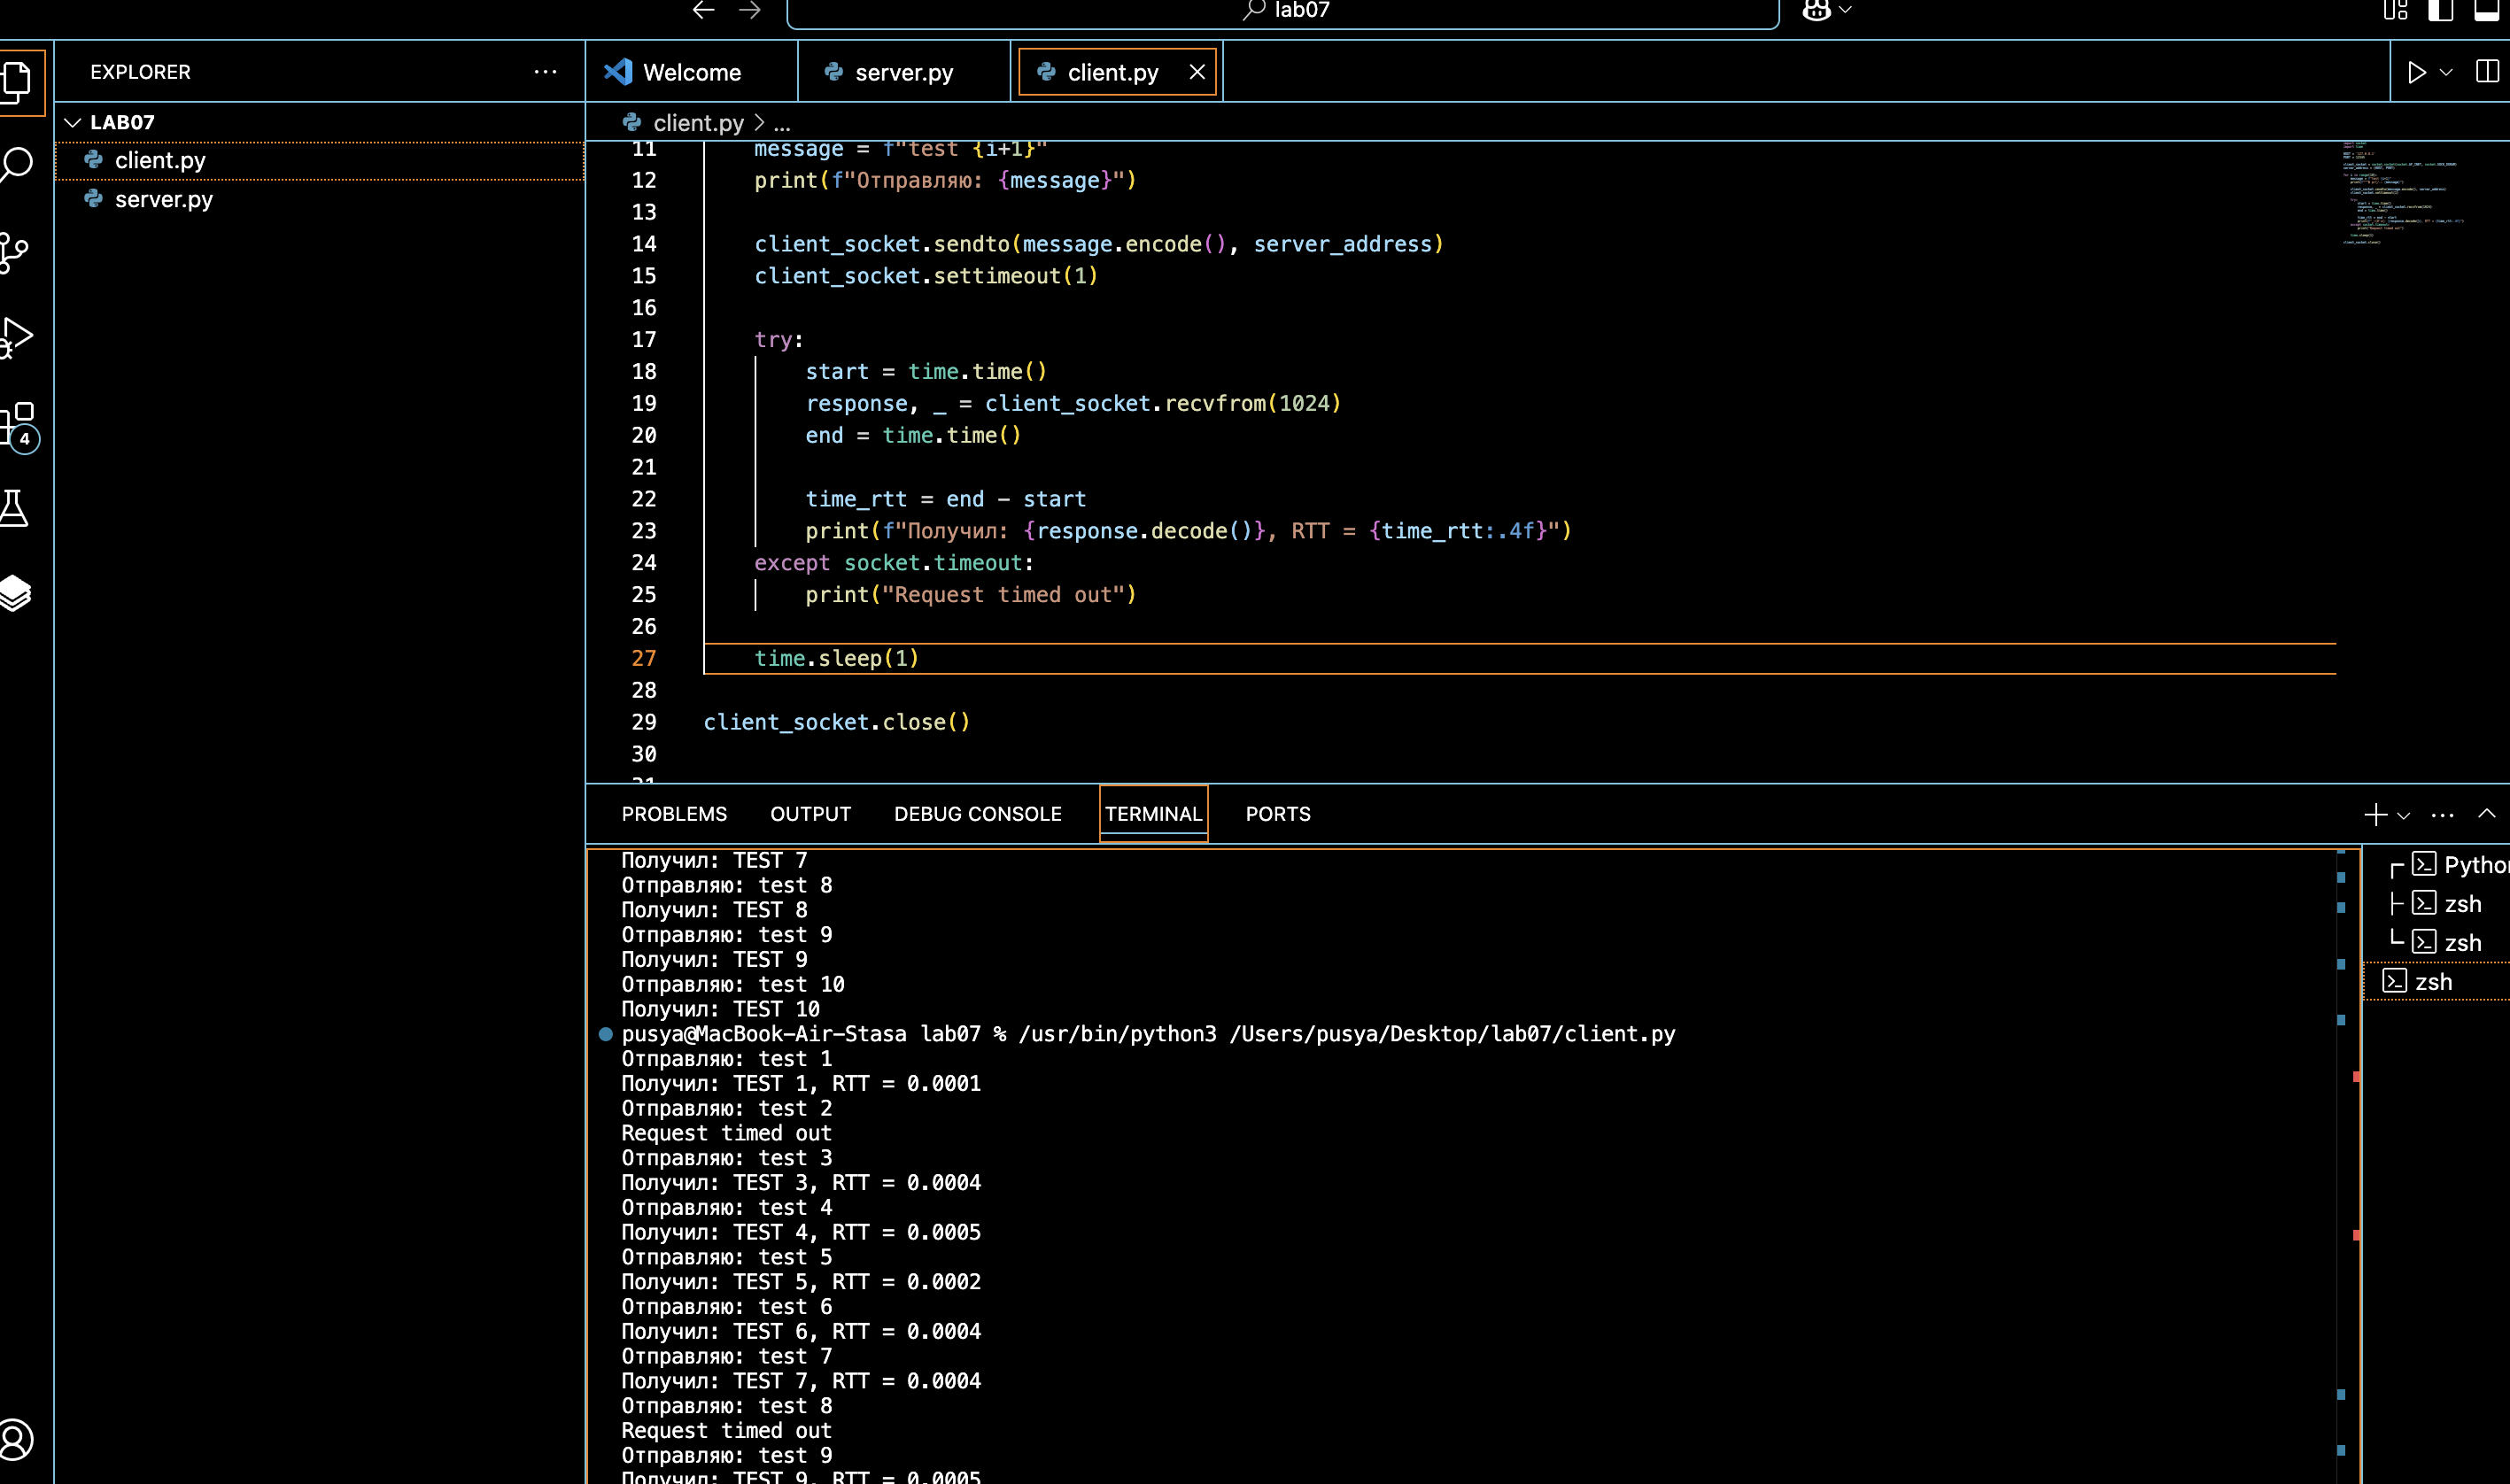 lab07
EXPLORER
Welcome
server.py
client.py
LAB07
client.py
server.py
4
client.py > ...
11 message = f"test {i+1}"
12 print(f"Отправляю: {message}")
13
14 client_socket.sendto(message.encode(), server_address)
15 client_socket.settimeout(1)
16
17 try:
18 start = time.time()
19 response, _ = client_socket.recvfrom(1024)
20 end = time.time()
21
22 time_rtt = end - start
23 print(f"Получил: {response.decode()}, RTT = {time_rtt:.4f}")
24 except socket.timeout:
25 print("Request timed out")
26
27 time.sleep(1)
28
29 client_socket.close()
30
31
PROBLEMS OUTPUT DEBUG CONSOLE TERMINAL PORTS
Получил: TEST 7
Отправляю: test 8
Получил: TEST 8
Отправляю: test 9
Получил: TEST 9
Отправляю: test 10
Получил: TEST 10
pusya@MacBook-Air-Stasa lab07 % /usr/bin/python3 /Users/pusya/Desktop/lab07/client.py
Отправляю: test 1
Получил: TEST 1, RTT = 0.0001
Отправляю: test 2
Request timed out
Отправляю: test 3
Получил: TEST 3, RTT = 0.0004
Отправляю: test 4
Получил: TEST 4, RTT = 0.0005
Отправляю: test 5
Получил: TEST 5, RTT = 0.0002
Отправляю: test 6
Получил: TEST 6, RTT = 0.0004
Отправляю: test 7
Получил: TEST 7, RTT = 0.0004
Отправляю: test 8
Request timed out
Отправляю: test 9
Получил: TEST 9, RTT = 0.0005
Python
zsh
zsh
zsh